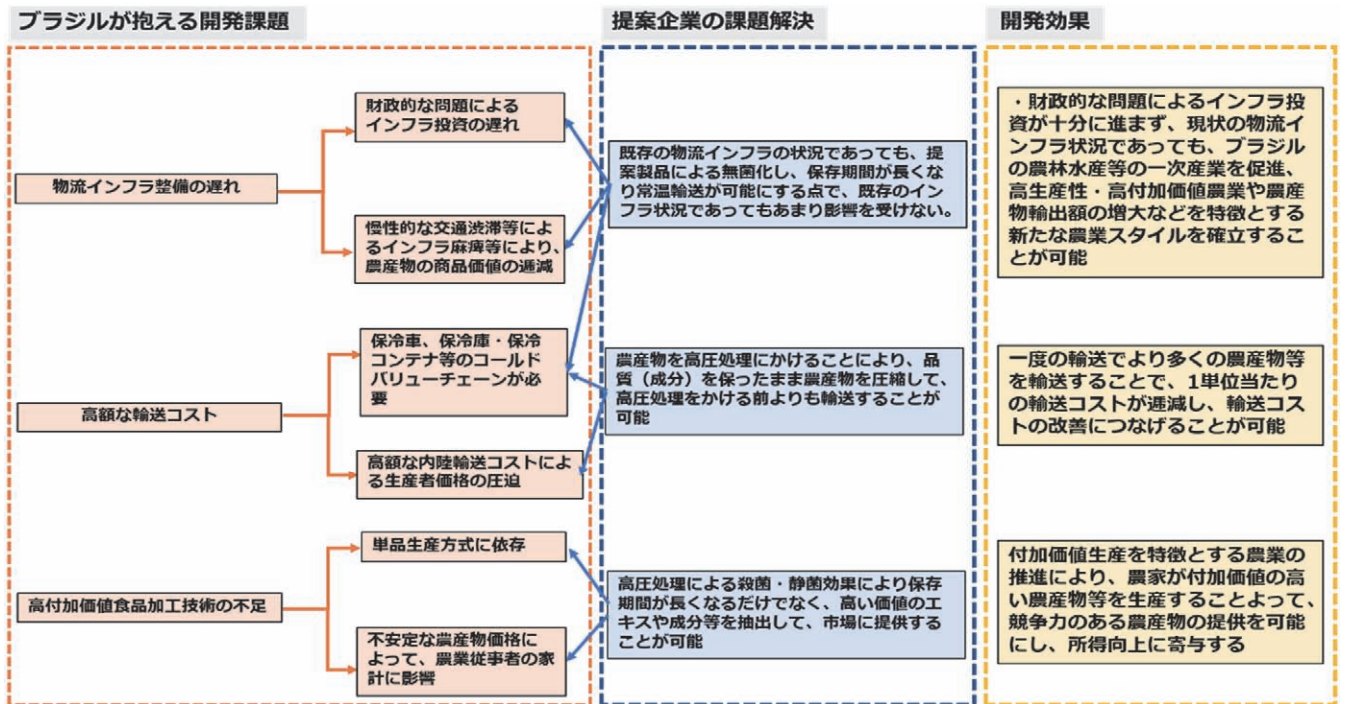 ブラジルが抱える開発課題
提案企業の課題解決
開発効果
物流インフラ整備の遅れ
財政的な問題による
インフラ投資の遅れ
慢性的な交通渋滞等によ
るインフラ麻痺等により、
農産物の商品価値の逓減
高額な輸送コスト
保冷車、保冷庫・保冷
コンテナ等のコールド
バリューチェーンが必
要
高額な内陸輸送コストによ
る生産者価格の圧迫
高付加価値食品加工技術の不足
単品生産方式に依存
不安定な農産物価格に
よって、農業従事者の家
計に影響
既存の物流インフラの状況であっても、提
案製品による無菌化し、保存期間が長くな
り常温輸送が可能にする点で、既存のイン
フラ状況であってもあまり影響を受けない。
農産物を高圧処理にかけることにより、品
質（成分）を保ったまま農産物を圧縮して、
高圧処理をかける前よりも輸送することが
可能
高圧処理による殺菌・静菌効果により保存
期間が長くなるだけでなく、高い価値のエ
キスや成分等を抽出して、市場に提供する
ことが可能
・財政的な問題によるインフラ投
資が十分に進まず、現状の物流イ
ンフラ状況であっても、ブラジル
の農林水産等の一次産業を促進、
高生産性・高付加価値農業や農産
物輸出額の増大などを特徴とする
新たな農業スタイルを確立するこ
とが可能
一度の輸送でより多くの農産物等
を輸送することで、1単位当たり
の輸送コストが逓減し、輸送コス
トの改善につなげることが可能
付加価値生産を特徴とする農業の
推進により、農家が付加価値の高
い農産物等を生産することよって、
競争力のある農産物の提供を可能
にし、所得向上に寄与する